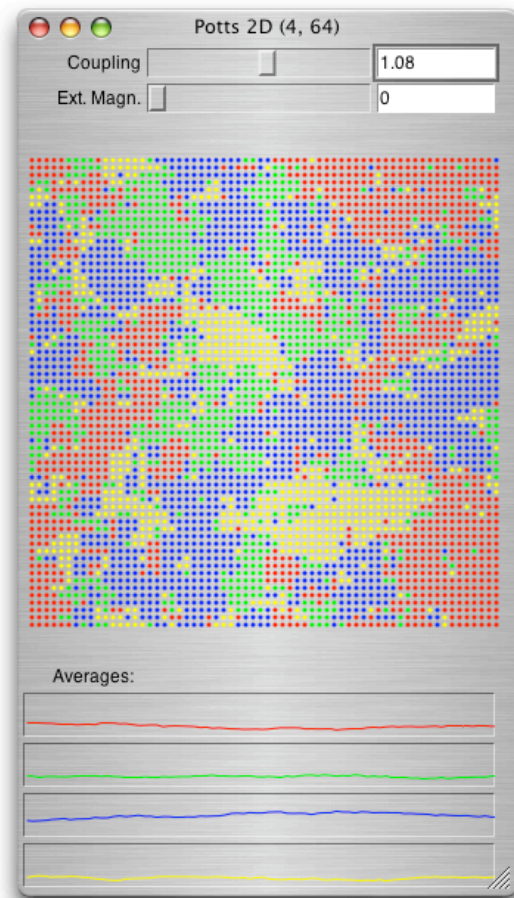 Potts 2D (4, 64)
Coupling 1.08
Ext. Magn. 0
Averages: